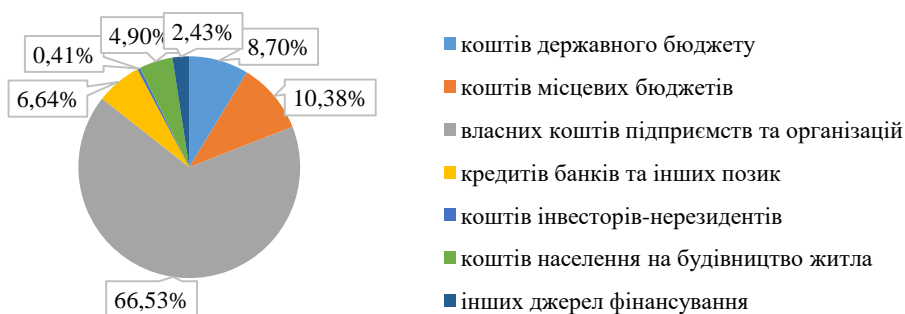 4,90%
2,43%
0,41%
8,70%
6,64%
10,38%
66,53%
коштів державного бюджету
коштів місцевих бюджетів
власних коштів підприємств та організацій
кредитів банків та інших позик
коштів інвесторів-нерезидентів
коштів населення на будівництво житла
інших джерел фінансування